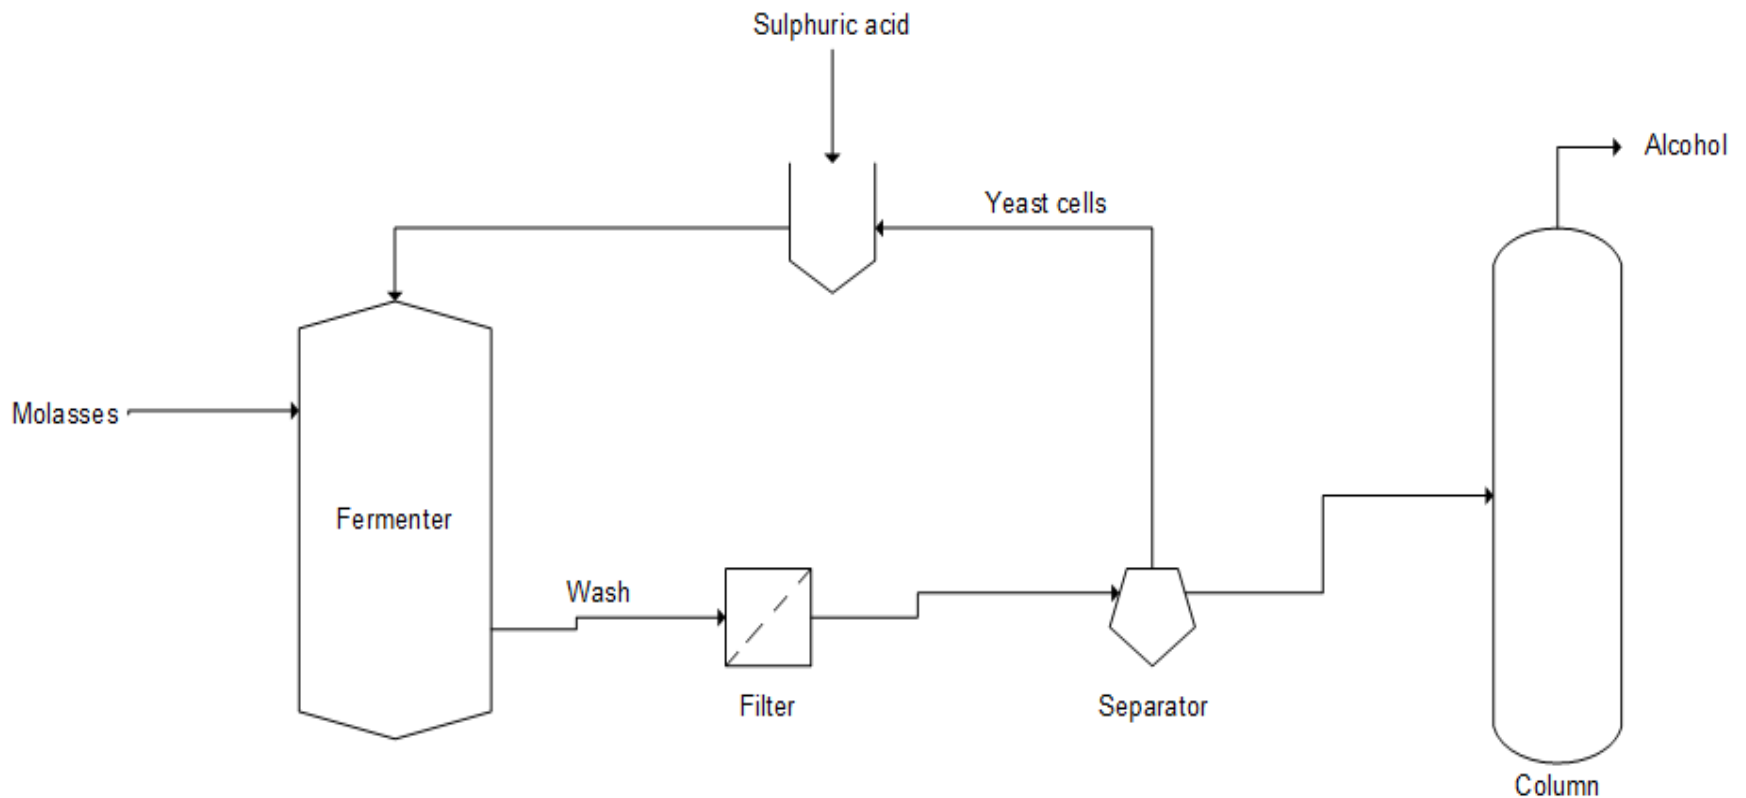 Sulphuric acid
Alcohol
Yeast cells
Molasses
Fermenter
Wash
Filter
Separator
Column